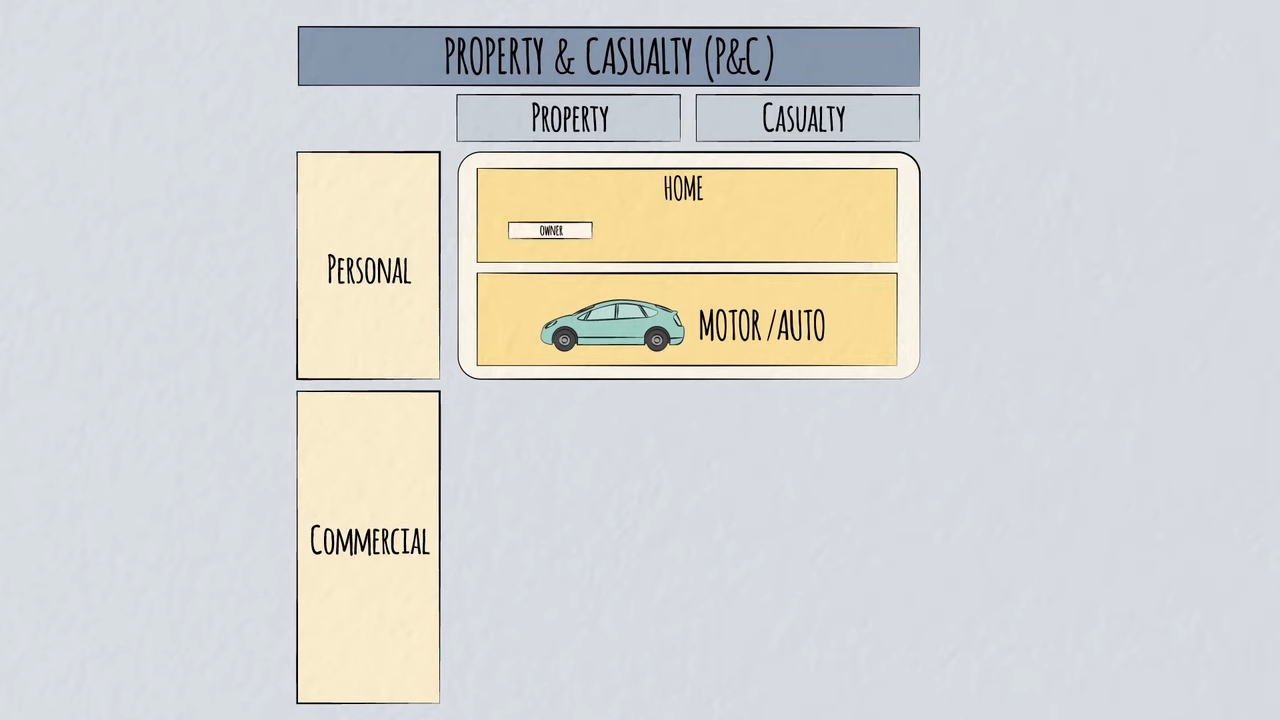 PROPERTY & CASUALTY (P&C)
PROPERTY
CASUALTY
PERSONAL
HOME
OWNER
MOTOR /AUTO
COMMERCIAL